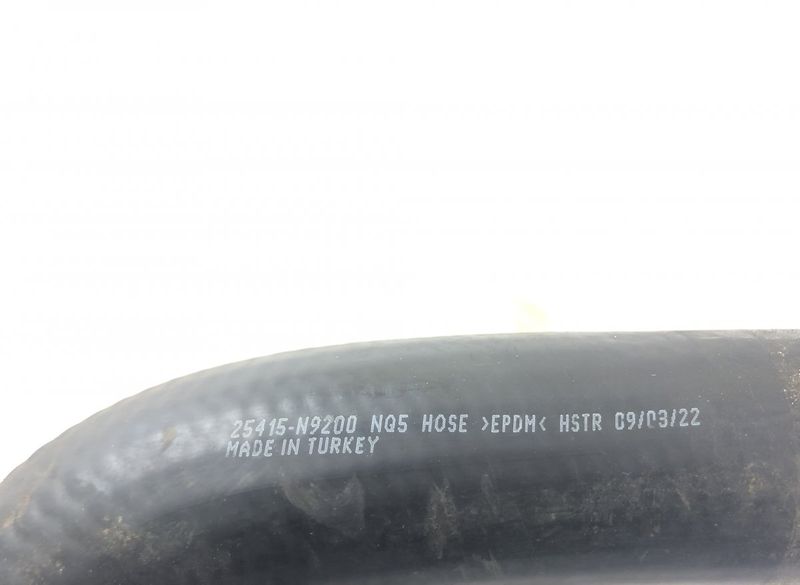 25415-N9200 NQ5 HOSE >EPDM< HSTR 09/03/22
MADE IN TURKEY